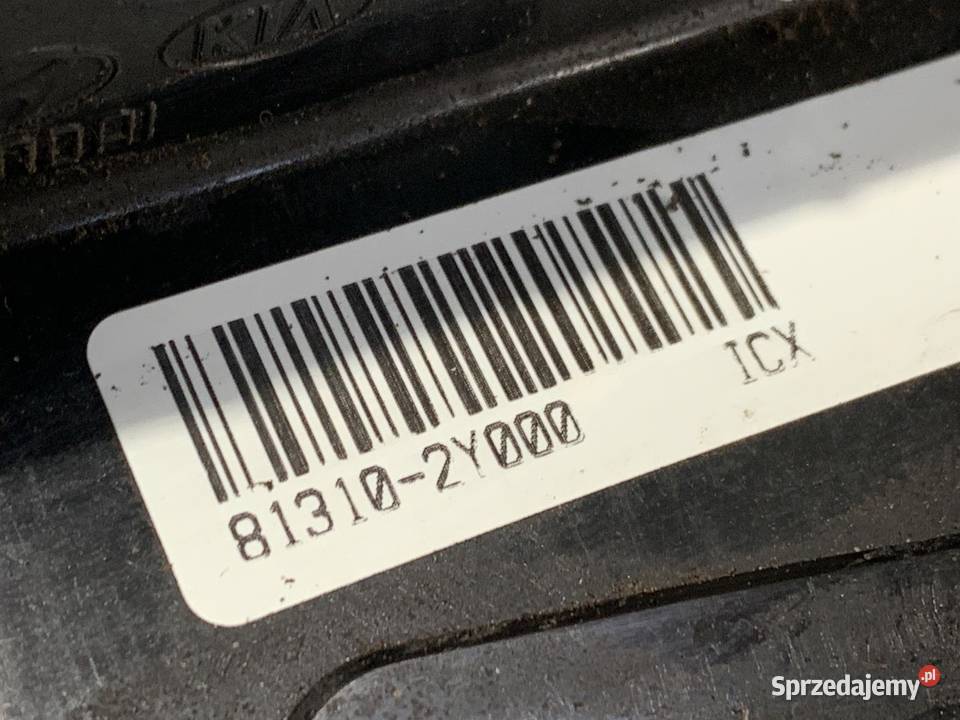 KIA
81310-2Y000
ICX
Sprzedajemy.pl